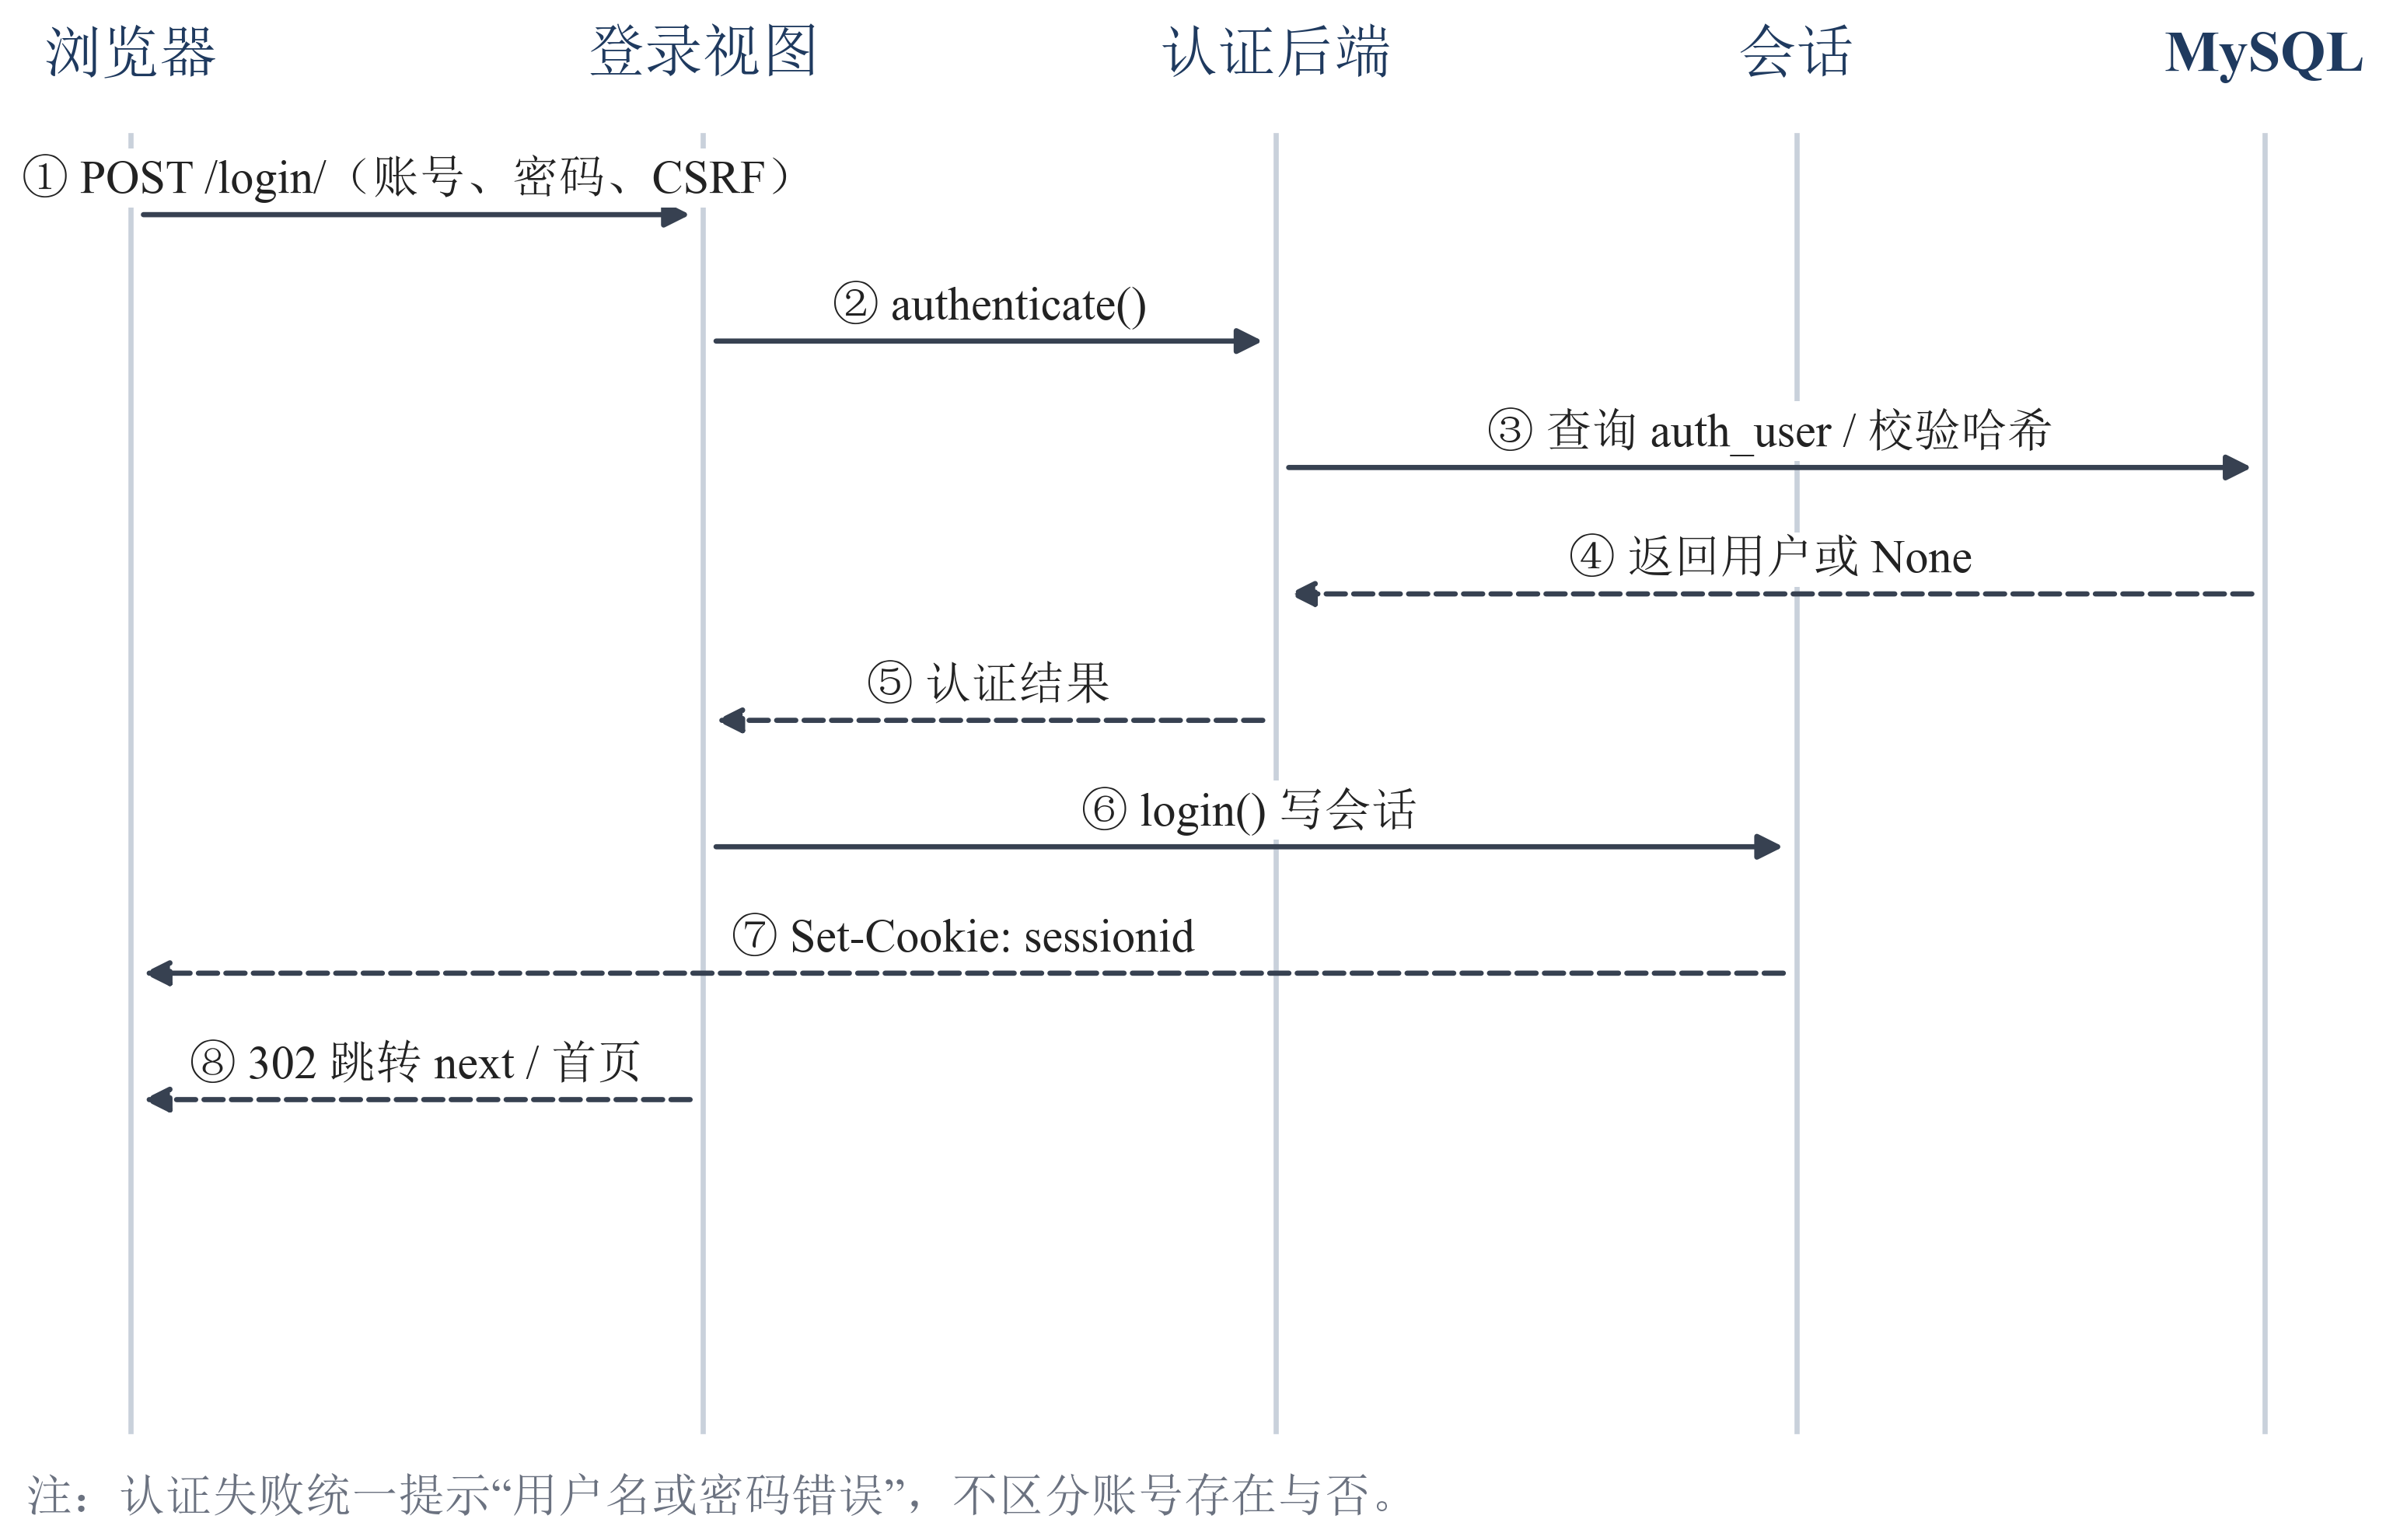 浏览器 登录视图 认证后端 会话 MySQL
① POST /login/（账号、密码、CSRF）
② authenticate()
③ 查询 auth_user / 校验哈希
④ 返回用户或 None
⑤ 认证结果
⑥ login() 写会话
⑦ Set-Cookie: sessionid
⑧ 302 跳转 next / 首页
注：认证失败统一提示“用户名或密码错误”，不区分账号存在与否。